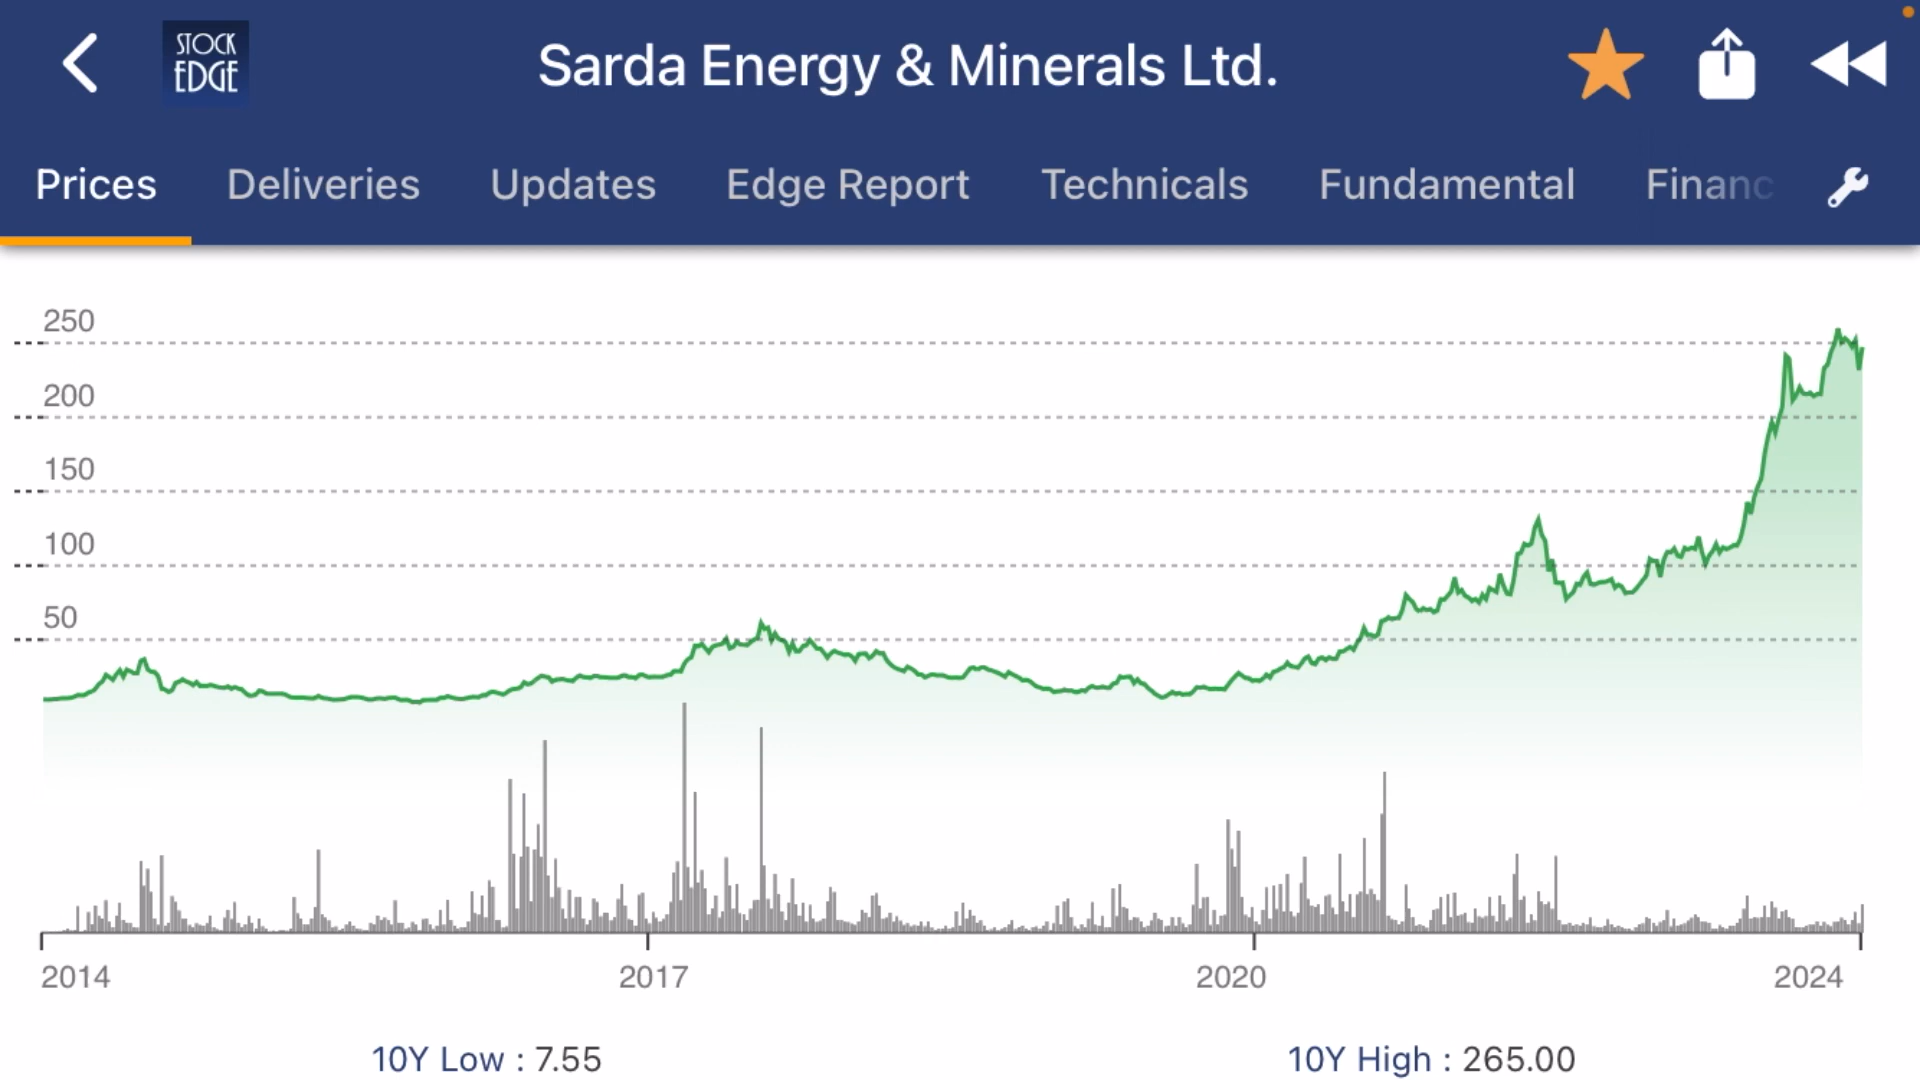 STOCK
EDGE
Sarda Energy & Minerals Ltd.
Prices Deliveries Updates Edge Report Technicals Fundamental Financ
250
200
150
100
50
2014 2017 2020 2024
10Y Low : 7.55 10Y High : 265.00